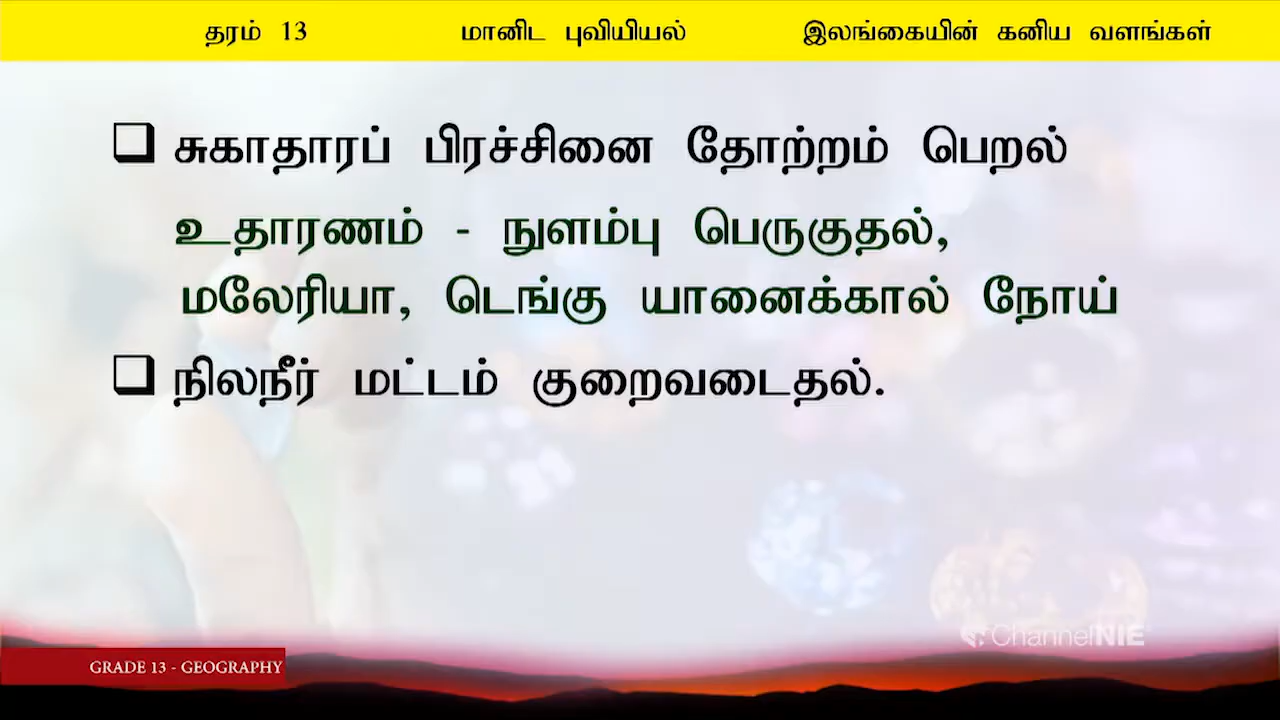 தரம் 13 மானிட புவியியல் இலங்கையின் கனிய வளங்கள்
சுகாதாரப் பிரச்சினை தோற்றம் பெறல்
உதாரணம் - நுளம்பு பெருகுதல்,
மலேரியா, டெங்கு யானைக்கால் நோய்
நிலநீர் மட்டம் குறைவடைதல்.
ChannelNIE
GRADE 13 - GEOGRAPHY